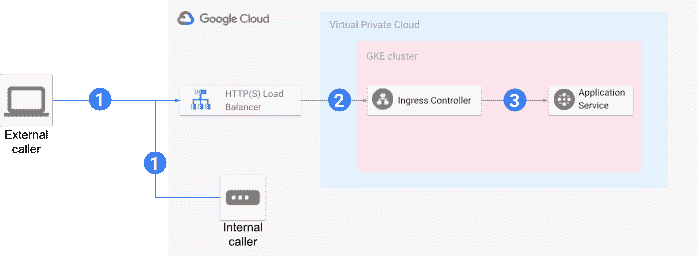 Google Cloud
Virtual Private Cloud
GKE cluster
1
HTTP(S) Load
Balancer
2
Ingress Controller
3
Application
Service
External
caller
1
Internal
caller